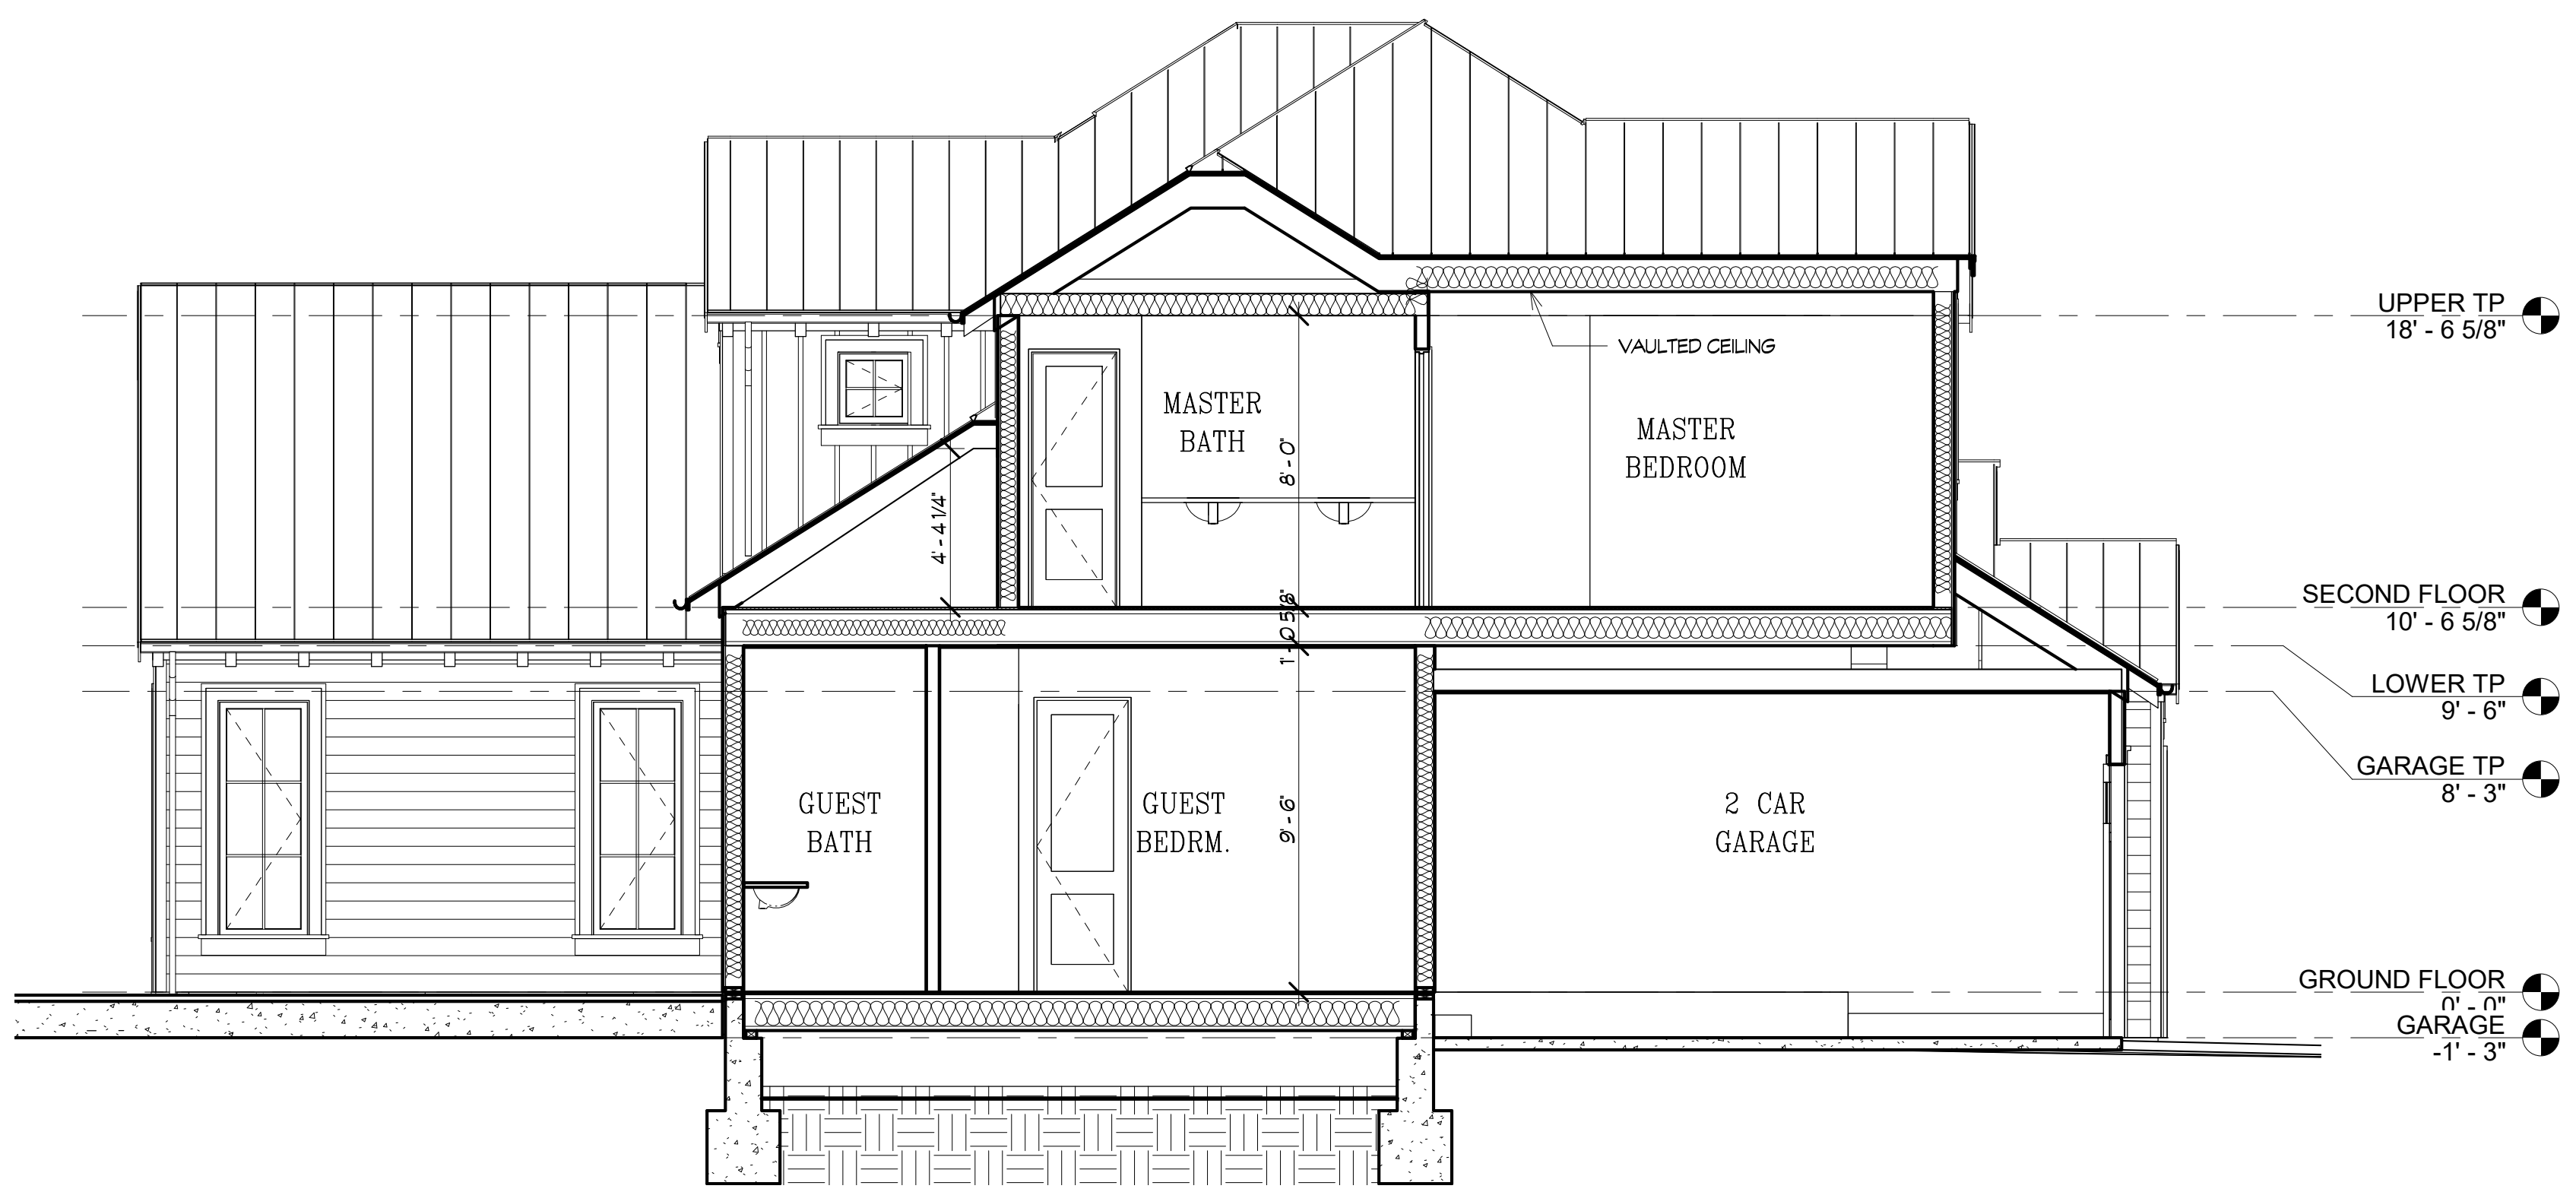 UPPER TP
18' - 6 5/8"
VAULTED CEILING
MASTER
BATH
8' - 0"
MASTER
BEDROOM
4' - 4 1/4"
SECOND FLOOR
10' - 6 5/8"
1' - 0 5/8"
LOWER TP
9' - 6"
GARAGE TP
8' - 3"
GUEST
BATH
GUEST
BEDRM.
9' - 6"
2 CAR
GARAGE
GROUND FLOOR
0' - 0"
GARAGE
-1' - 3"